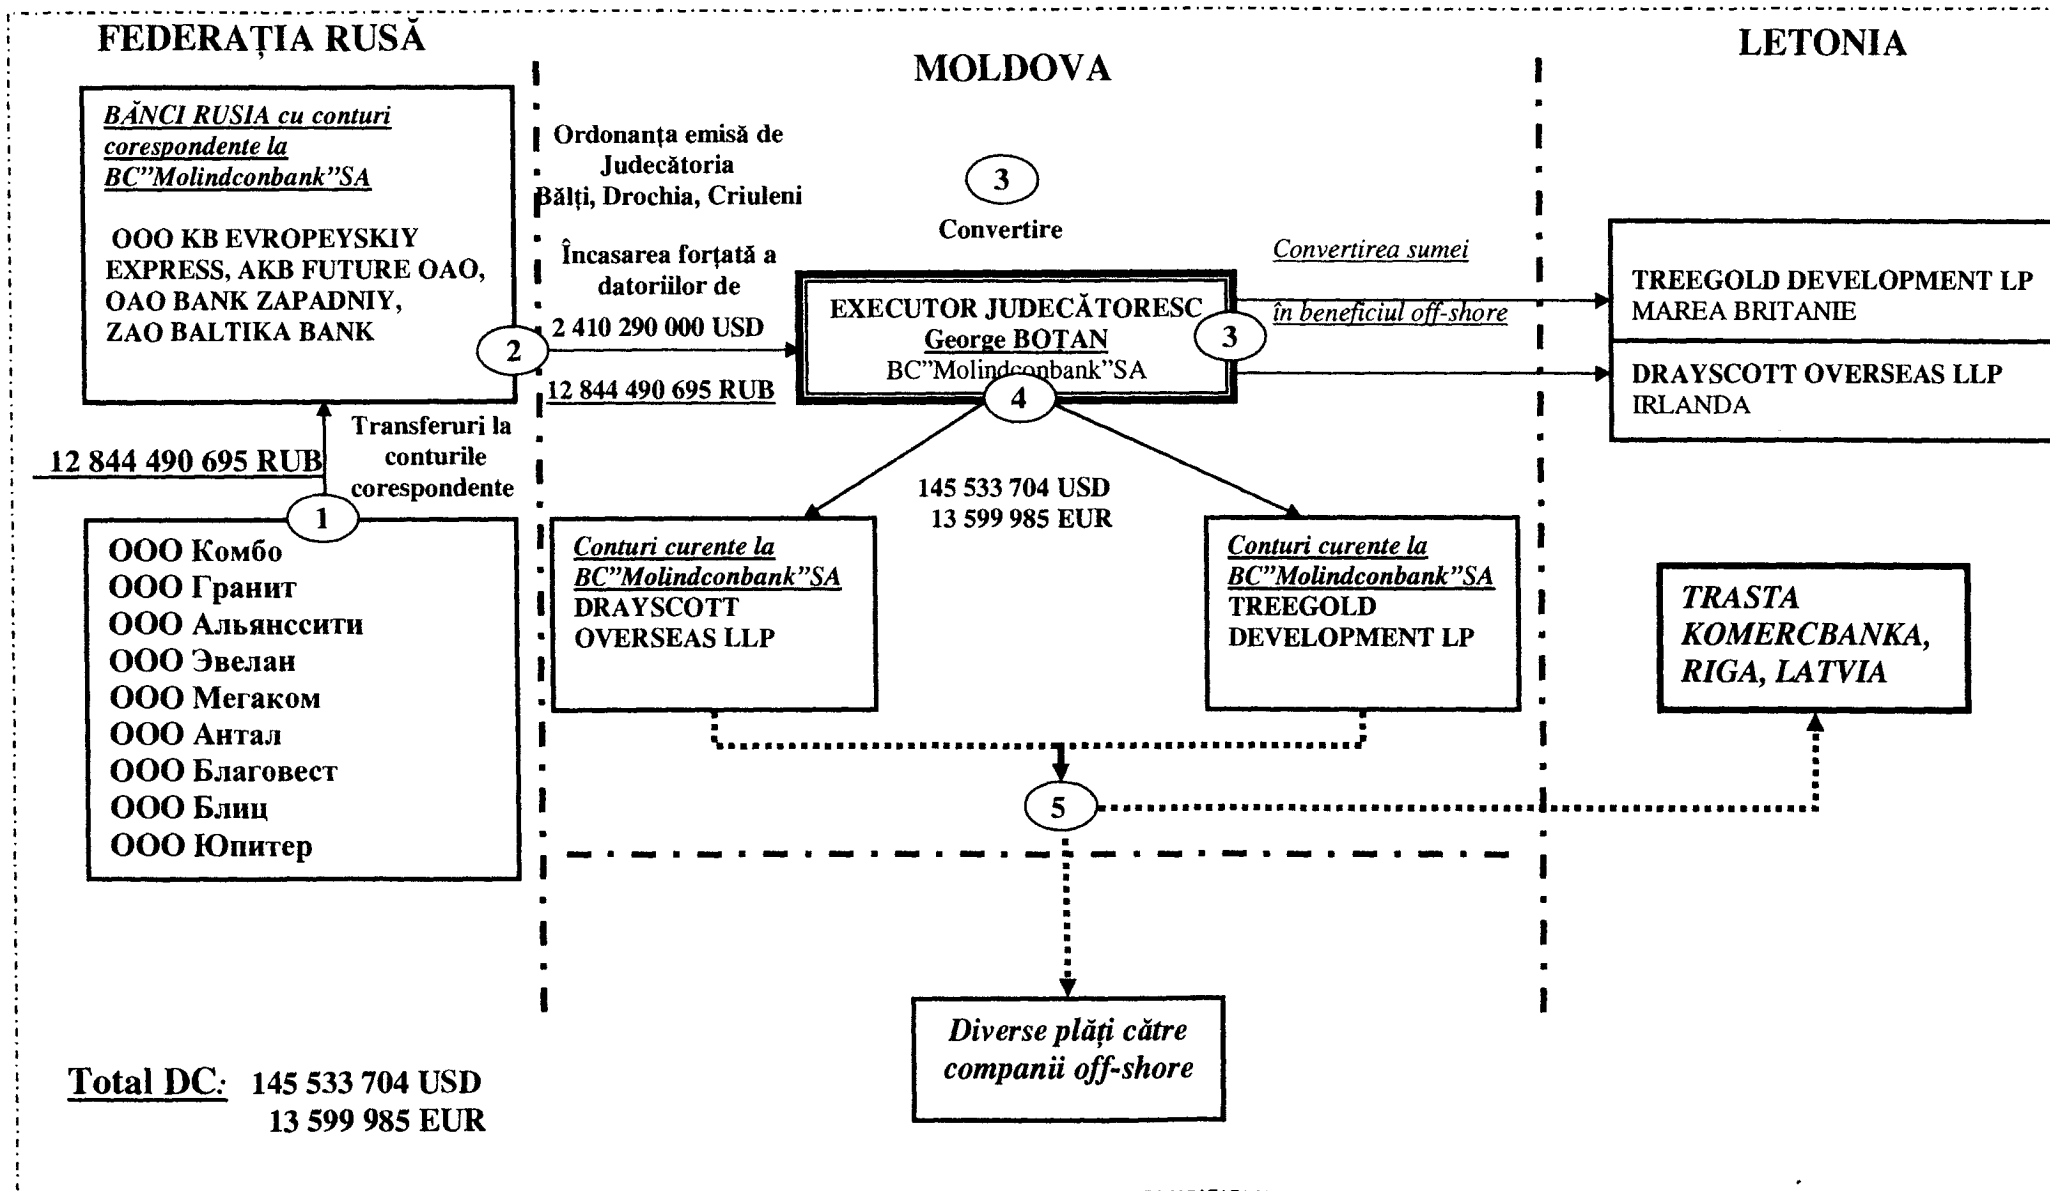 FEDERAȚIA RUSĂ
MOLDOVA
LETONIA
BĂNCI RUSIA cu conturi
corespondente la
BC”Molindconbank”SA
OOO KB EVROPEYSKIY
EXPRESS, AKB FUTURE OAO,
OAO BANK ZAPADNIY,
ZAO BALTIKA BANK
2
Ordonanța emisă de
Judecătoria
Bălți, Drochia, Criuleni
Încasarea forțată a
datoriilor de
2 410 290 000 USD
12 844 490 695 RUB
3
Convertire
EXECUTOR JUDECĂTORESC
George BOȚAN
BC”Molindconbank”SA
3
4
Convertirea sumei
în beneficiul off-shore
TREEGOLD DEVELOPMENT LP
MAREA BRITANIE
DRAYSCOTT OVERSEAS LLP
IRLANDA
12 844 490 695 RUB
Transferuri la
conturile
corespondente
1
ООО Комбо
ООО Гранит
ООО Альянссити
ООО Эвелан
ООО Мегаком
ООО Антал
ООО Благовест
ООО Блиц
ООО Юпитер
145 533 704 USD
13 599 985 EUR
Conturi curente la
BC”Molindconbank”SA
DRAYSCOTT
OVERSEAS LLP
Conturi curente la
BC”Molindconbank”SA
TREEGOLD
DEVELOPMENT LP
TRASTA
KOMERCBANKA,
RIGA, LATVIA
5
Diverse plăți către
companii off-shore
Total DC: 145 533 704 USD
13 599 985 EUR